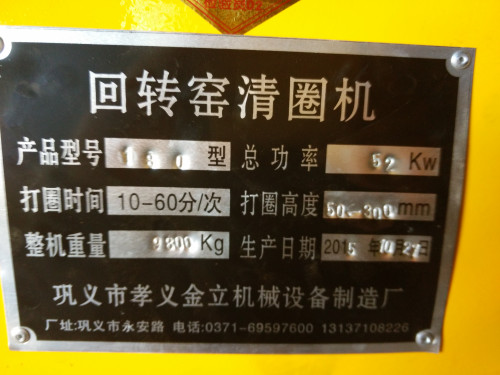 回转窑清圈机
产品型号 180 型 总功率 52 Kw
打圈时间 10-60分/次 打圈高度 50-300mm
整机重量 2800Kg 生产日期 2015年10月27日
巩义市孝义金立机械设备制造厂
厂址:巩义市永安路 电话:0371-69597600 13137108226